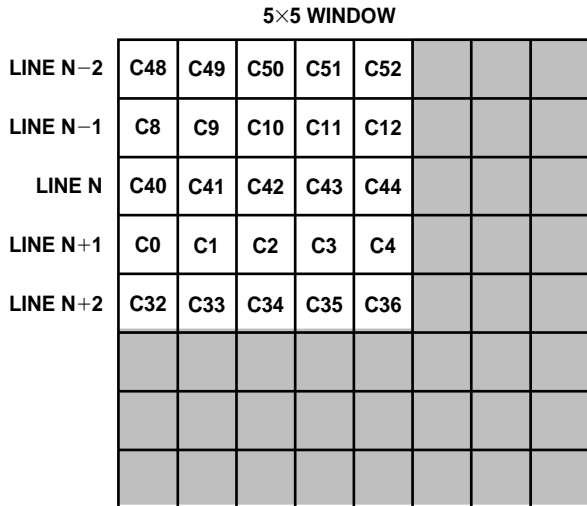 5×5 WINDOW
LINE N−2 C48 C49 C50 C51 C52
LINE N−1 C8 C9 C10 C11 C12
LINE N C40 C41 C42 C43 C44
LINE N+1 C0 C1 C2 C3 C4
LINE N+2 C32 C33 C34 C35 C36